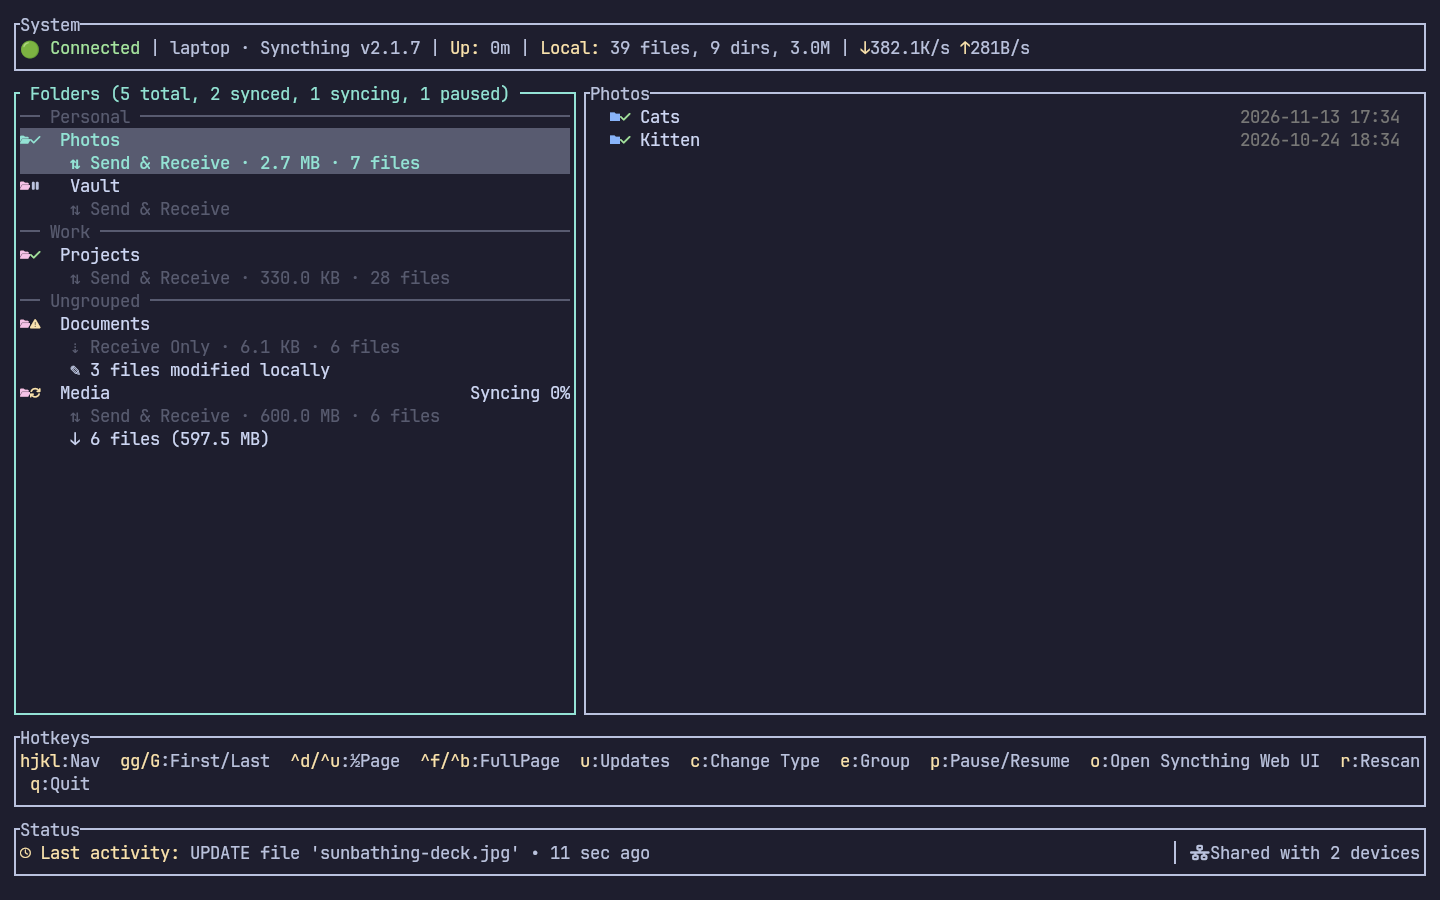 System
Connected | laptop · Syncthing v2.1.7 | Up: 0m | Local: 39 files, 9 dirs, 3.0M | ↓382.1K/s ↑281B/s
Folders (5 total, 2 synced, 1 syncing, 1 paused)
Personal
Photos
⇅ Send & Receive · 2.7 MB · 7 files
Vault
⇅ Send & Receive
Work
Projects
⇅ Send & Receive · 330.0 KB · 28 files
Ungrouped
Documents
⇣ Receive Only · 6.1 KB · 6 files
✎ 3 files modified locally
Media Syncing 0%
⇅ Send & Receive · 600.0 MB · 6 files
↓ 6 files (597.5 MB)
Photos
Cats 2026-11-13 17:34
Kitten 2026-10-24 18:34
Hotkeys
hjkl:Nav gg/G:First/Last ^d/^u:½Page ^f/^b:FullPage u:Updates c:Change Type e:Group p:Pause/Resume o:Open Syncthing Web UI r:Rescan
q:Quit
Status
Last activity: UPDATE file 'sunbathing-deck.jpg' • 11 sec ago | Shared with 2 devices